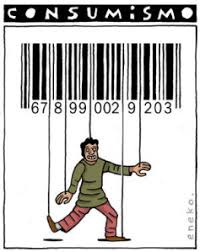 CONSUMISMO
67 8 99 002 9 203
eneko.